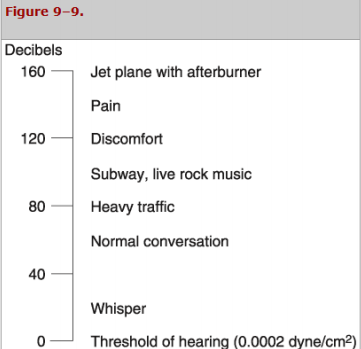 Figure 9–9.
Decibels
160 Jet plane with afterburner
Pain
120 Discomfort
Subway, live rock music
80 Heavy traffic
Normal conversation
40
Whisper
0 Threshold of hearing (0.0002 dyne/cm²)